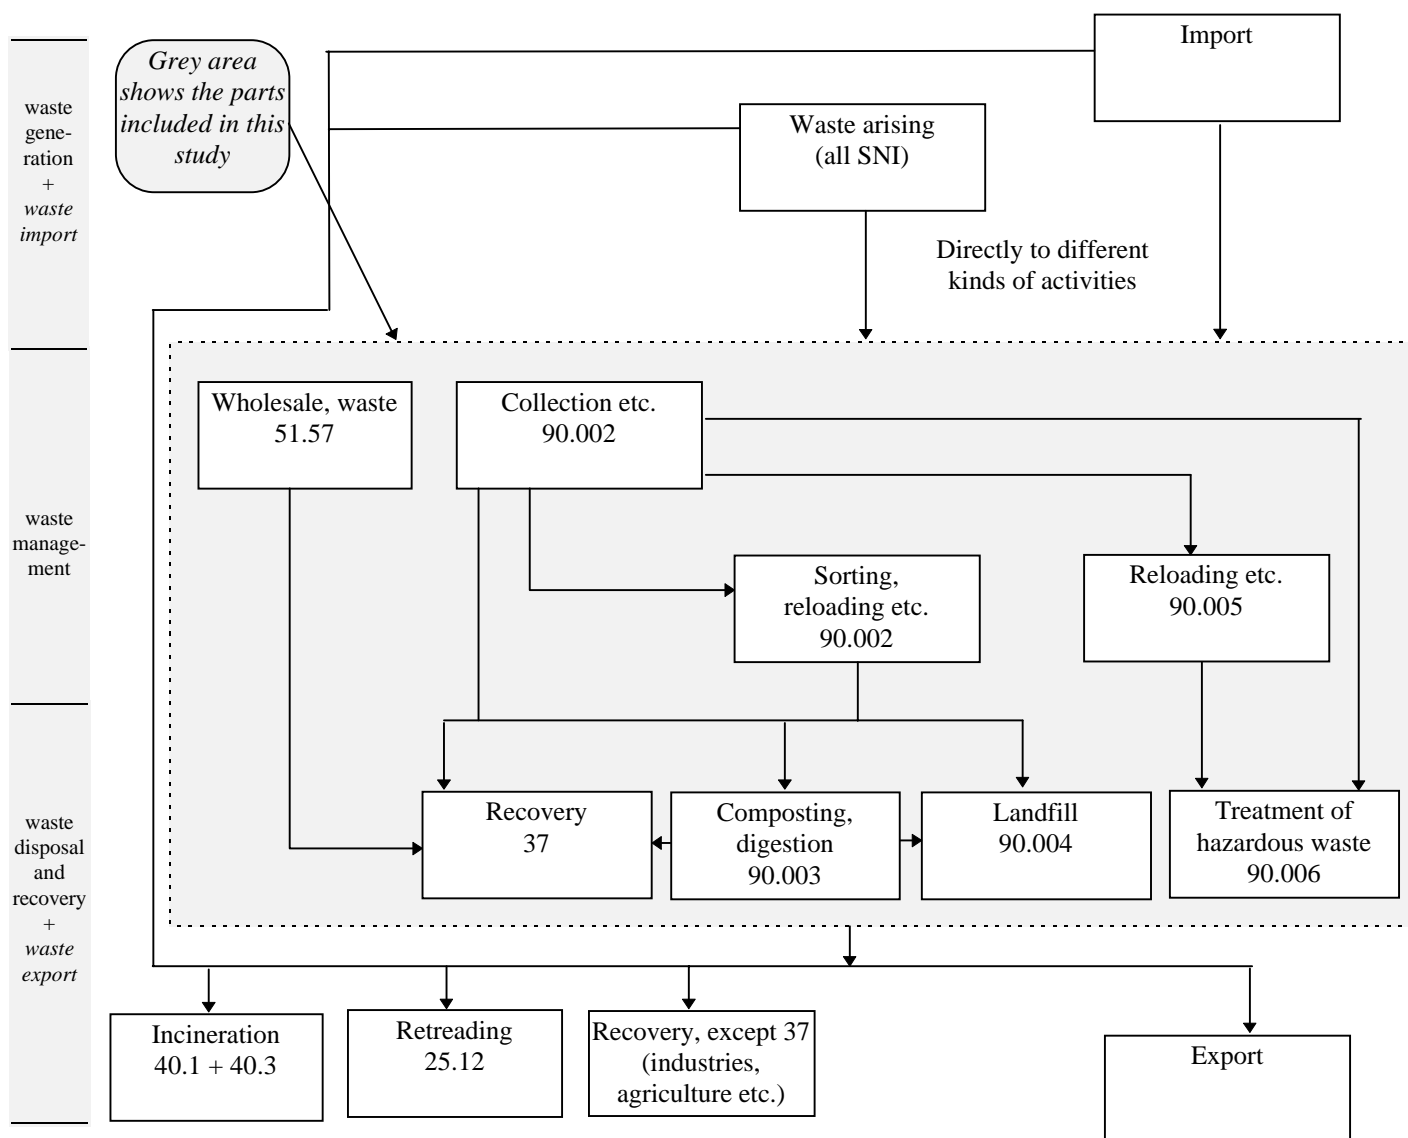 Import
Grey area
shows the parts
included in this
study
waste
gene-
ration
+
waste
import
Waste arising
(all SNI)
Directly to different
kinds of activities
Wholesale, waste
51.57
Collection etc.
90.002
waste
manage-
ment
Sorting,
reloading etc.
90.002
Reloading etc.
90.005
waste
disposal
and
recovery
+
waste
export
Recovery
37
Composting,
digestion
90.003
Landfill
90.004
Treatment of
hazardous waste
90.006
Incineration
40.1 + 40.3
Retreading
25.12
Recovery, except 37
(industries,
agriculture etc.)
Export